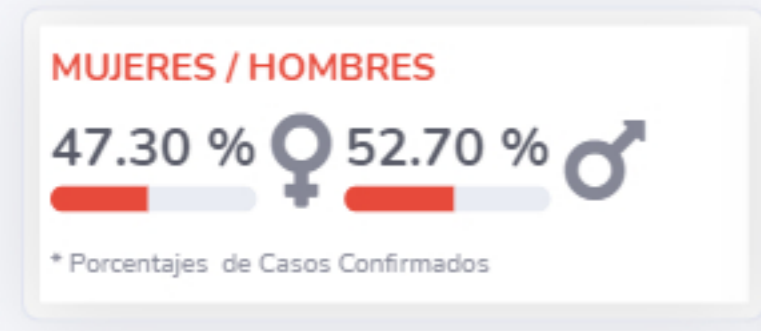 MUJERES / HOMBRES
47.30 % 52.70 %
* Porcentajes de Casos Confirmados